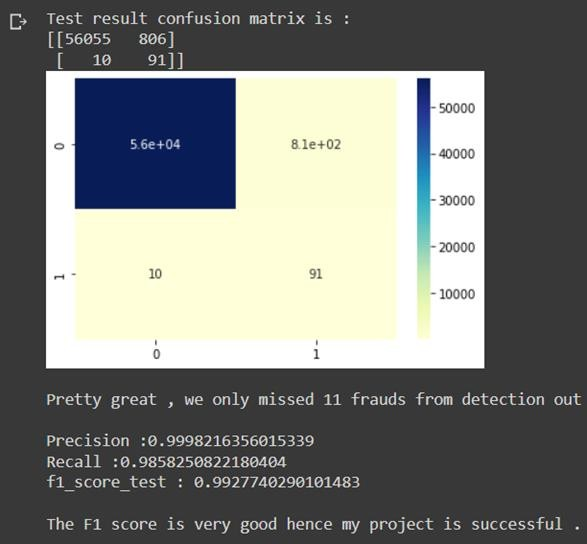 Test result confusion matrix is :
[[56055 806]
[ 10 91]]
0
5.6e+04
8.1e+02
1
10
91
0
1
50000
40000
30000
20000
10000
Pretty great , we only missed 11 frauds from detection out
Precision :0.9998216356015339
Recall :0.9858250822180404
f1_score_test : 0.9927740290101483
The F1 score is very good hence my project is successful .